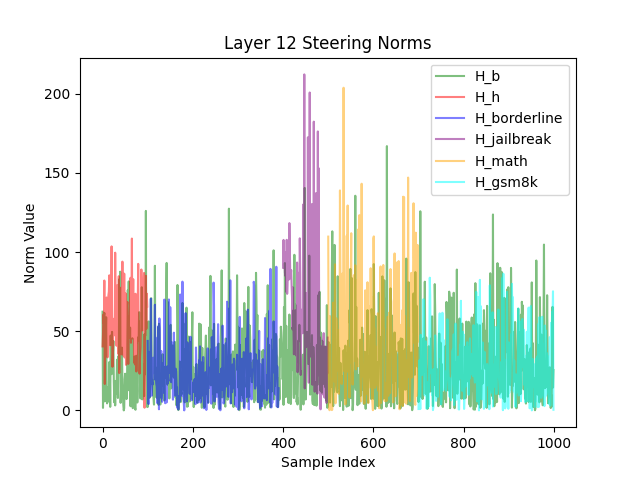 Layer 12 Steering Norms
H_b
H_h
H_borderline
H_jailbreak
H_math
H_gsm8k
Norm Value
200
150
100
50
0
0
200
400
600
800
1000
Sample Index